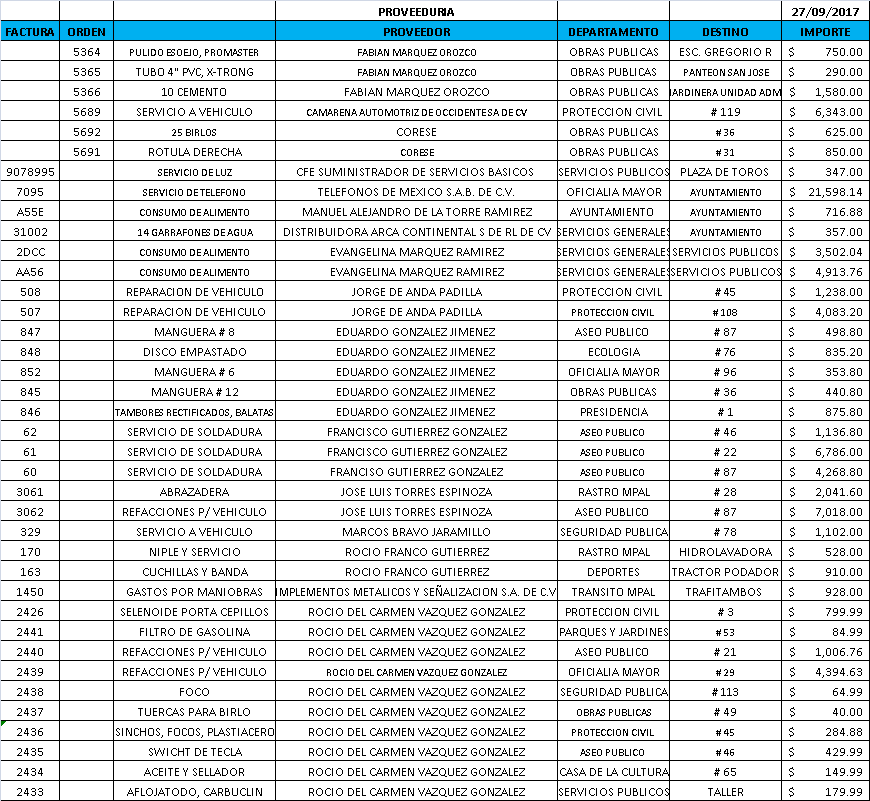 PROVEEDURIA 27/09/2017
FACTURA ORDEN PROVEEDOR DEPARTAMENTO DESTINO IMPORTE
5364 PULIDO ESOEJO, PROMASTER FABIAN MARQUEZ OROZCO OBRAS PUBLICAS ESC. GREGORIO R $ 750.00
5365 TUBO 4" PVC, X-TRONG FABIAN MARQUEZ OROZCO OBRAS PUBLICAS PANTEON SAN JOSE $ 290.00
5366 10 CEMENTO FABIAN MARQUEZ OROZCO OBRAS PUBLICAS JARDINERA UNIDAD ADM $ 1,580.00
5689 SERVICIO A VEHICULO CAMARENA AUTOMOTRIZ DE OCCIDENTE SA DE CV PROTECCION CIVIL # 119 $ 6,343.00
5692 25 BIRLOS CORESE OBRAS PUBLICAS # 36 $ 625.00
5691 ROTULA DERECHA CORESE OBRAS PUBLICAS # 31 $ 850.00
9078995 SERVICIO DE LUZ CFE SUMINISTRADOR DE SERVICIOS BASICOS SERVICIOS PUBLICOS PLAZA DE TOROS $ 347.00
7095 SERVICIO DE TELEFONO TELEFONOS DE MEXICO S.A.B. DE C.V. OFICIALIA MAYOR AYUNTAMIENTO $ 21,598.14
A55E CONSUMO DE ALIMENTO MANUEL ALEJANDRO DE LA TORRE RAMIREZ AYUNTAMIENTO AYUNTAMIENTO $ 716.88
31002 14 GARRAFONES DE AGUA DISTRIBUIDORA ARCA CONTINENTAL S DE RL DE CV SERVICIOS GENERALES AYUNTAMIENTO $ 357.00
2DCC CONSUMO DE ALIMENTO EVANGELINA MARQUEZ RAMIREZ SERVICIOS GENERALES SERVICIOS PUBLICOS $ 3,502.04
AA56 CONSUMO DE ALIMENTO EVANGELINA MARQUEZ RAMIREZ SERVICIOS GENERALES SERVICIOS PUBLICOS $ 4,913.76
508 REPARACION DE VEHICULO JORGE DE ANDA PADILLA PROTECCION CIVIL # 45 $ 1,238.00
507 REPARACION DE VEHICULO JORGE DE ANDA PADILLA PROTECCION CIVIL # 108 $ 4,083.20
847 MANGUERA # 8 EDUARDO GONZALEZ JIMENEZ ASEO PUBLICO # 87 $ 498.80
848 DISCO EMPASTADO EDUARDO GONZALEZ JIMENEZ ECOLOGIA # 76 $ 835.20
852 MANGUERA # 6 EDUARDO GONZALEZ JIMENEZ OFICIALIA MAYOR # 96 $ 353.80
845 MANGUERA # 12 EDUARDO GONZALEZ JIMENEZ OBRAS PUBLICAS # 36 $ 440.80
846 TAMBORES RECTIFICADOS, BALATAS EDUARDO GONZALEZ JIMENEZ PRESIDENCIA # 1 $ 875.80
62 SERVICIO DE SOLDADURA FRANCISCO GUTIERREZ GONZALEZ ASEO PUBLICO # 46 $ 1,136.80
61 SERVICIO DE SOLDADURA FRANCISCO GUTIERREZ GONZALEZ ASEO PUBLICO # 22 $ 6,786.00
60 SERVICIO DE SOLDADURA FRANCISO GUTIERREZ GONZALEZ ASEO PUBLICO # 87 $ 4,268.80
3061 ABRAZADERA JOSE LUIS TORRES ESPINOZA RASTRO MPAL # 28 $ 2,041.60
3062 REFACCIONES P/ VEHICULO JOSE LUIS TORRES ESPINOZA ASEO PUBLICO # 87 $ 7,018.00
329 SERVICIO A VEHICULO MARCOS BRAVO JARAMILLO SEGURIDAD PUBLICA # 78 $ 1,102.00
170 NIPLE Y SERVICIO ROCIO FRANCO GUTIERREZ RASTRO MPAL HIDROLAVADORA $ 528.00
163 CUCHILLAS Y BANDA ROCIO FRANCO GUTIERREZ DEPORTES TRACTOR PODADOR $ 910.00
1450 GASTOS POR MANIOBRAS IMPLEMENTOS METALICOS Y SEÑALIZACION S.A. DE C.V TRANSITO MPAL TRAFITAMBOS $ 928.00
2426 SELENOIDE PORTA CEPILLOS ROCIO DEL CARMEN VAZQUEZ GONZALEZ PROTECCION CIVIL # 3 $ 799.99
2441 FILTRO DE GASOLINA ROCIO DEL CARMEN VAZQUEZ GONZALEZ PARQUES Y JARDINES # 53 $ 84.99
2440 REFACCIONES P/ VEHICULO ROCIO DEL CARMEN VAZQUEZ GONZALEZ ASEO PUBLICO # 21 $ 1,006.76
2439 REFACCIONES P/ VEHICULO ROCIO DEL CARMEN VAZQUEZ GONZALEZ OFICIALIA MAYOR # 29 $ 4,394.63
2438 FOCO ROCIO DEL CARMEN VAZQUEZ GONZALEZ SEGURIDAD PUBLICA # 113 $ 64.99
2437 TUERCAS PARA BIRLO ROCIO DEL CARMEN VAZQUEZ GONZALEZ OBRAS PUBLICAS # 49 $ 40.00
2436 SINCHOS, FOCOS, PLASTIACERO ROCIO DEL CARMEN VAZQUEZ GONZALEZ PROTECCION CIVIL # 45 $ 284.88
2435 SWICHT DE TECLA ROCIO DEL CARMEN VAZQUEZ GONZALEZ ASEO PUBLICO # 46 $ 429.99
2434 ACEITE Y SELLADOR ROCIO DEL CARMEN VAZQUEZ GONZALEZ CASA DE LA CULTURA # 65 $ 149.99
2433 AFLOJATODO, CARBUCLIN ROCIO DEL CARMEN VAZQUEZ GONZALEZ SERVICIOS PUBLICOS TALLER $ 179.99